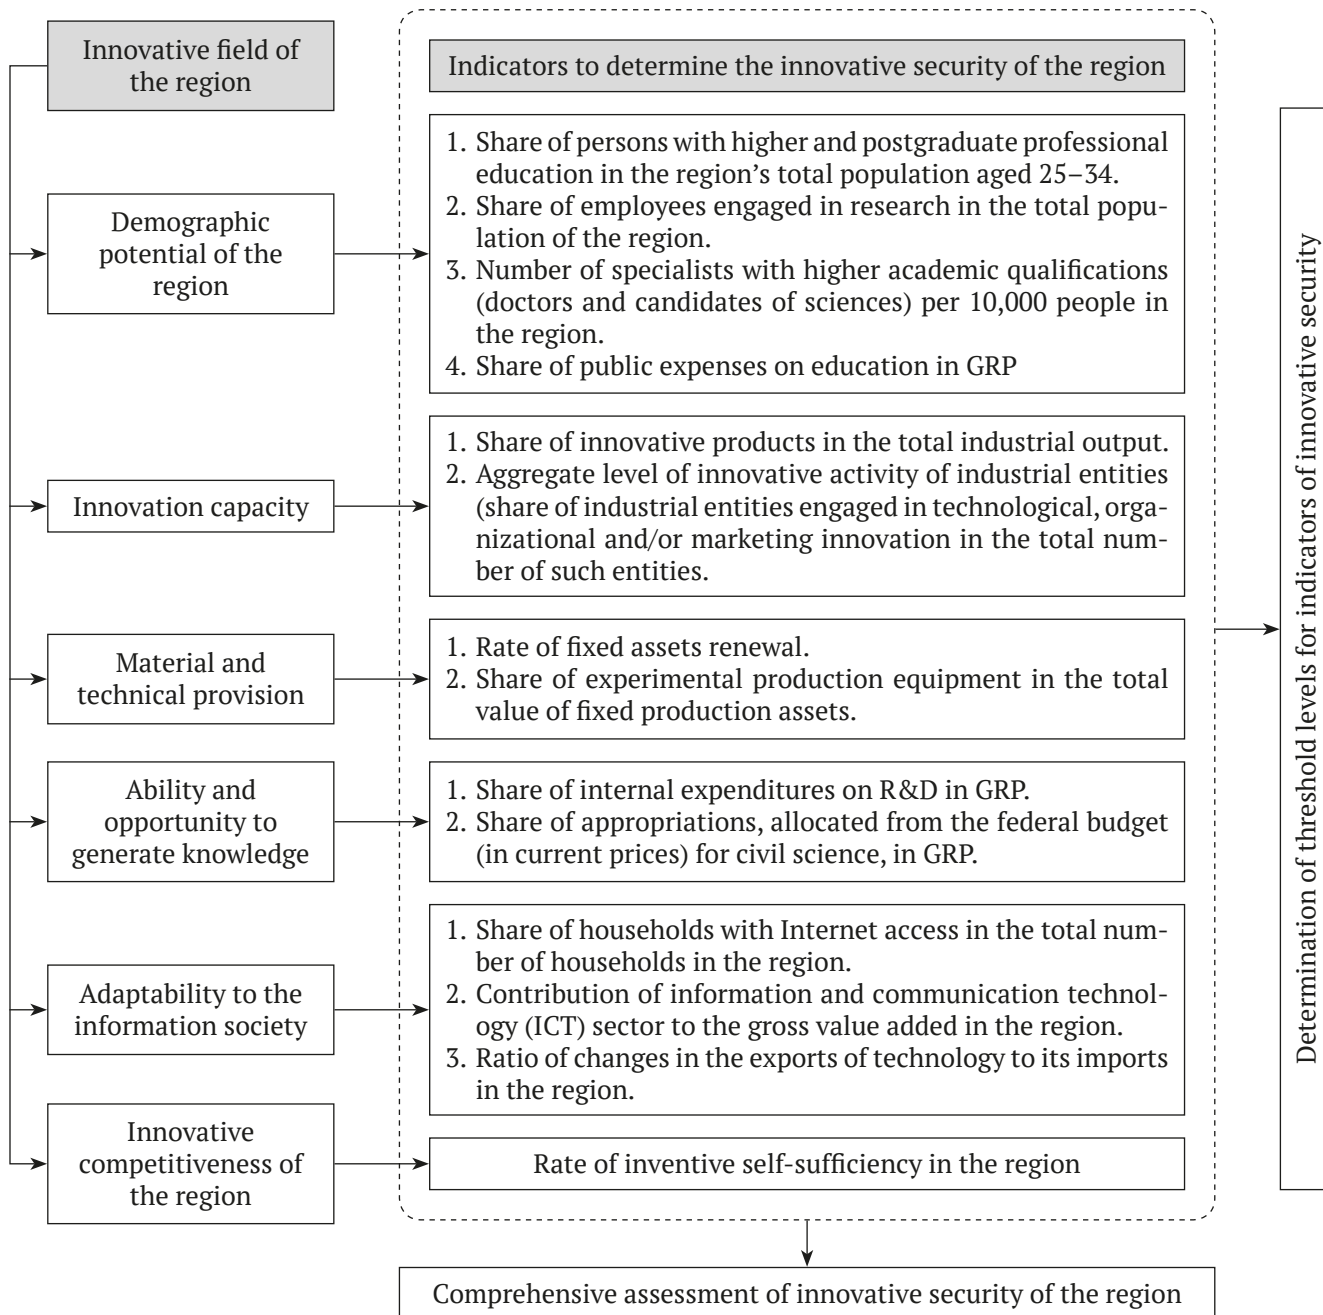 Innovative field of
the region
Indicators to determine the innovative security of the region
Demographic
potential of the
region
1. Share of persons with higher and postgraduate professional
education in the region’s total population aged 25–34.
2. Share of employees engaged in research in the total popu-
lation of the region.
3. Number of specialists with higher academic qualifications
(doctors and candidates of sciences) per 10,000 people in
the region.
4. Share of public expenses on education in GRP
Innovation capacity
1. Share of innovative products in the total industrial output.
2. Aggregate level of innovative activity of industrial entities
(share of industrial entities engaged in technological, orga-
nizational and/or marketing innovation in the total num-
ber of such entities.
Material and
technical provision
1. Rate of fixed assets renewal.
2. Share of experimental production equipment in the total
value of fixed production assets.
Ability and
opportunity to
generate knowledge
1. Share of internal expenditures on R&D in GRP.
2. Share of appropriations, allocated from the federal budget
(in current prices) for civil science, in GRP.
Adaptability to the
information society
1. Share of households with Internet access in the total num-
ber of households in the region.
2. Contribution of information and communication technol-
ogy (ICT) sector to the gross value added in the region.
3. Ratio of changes in the exports of technology to its imports
in the region.
Innovative
competitiveness of
the region
Rate of inventive self-sufficiency in the region
Determination of threshold levels for indicators of innovative security
Comprehensive assessment of innovative security of the region